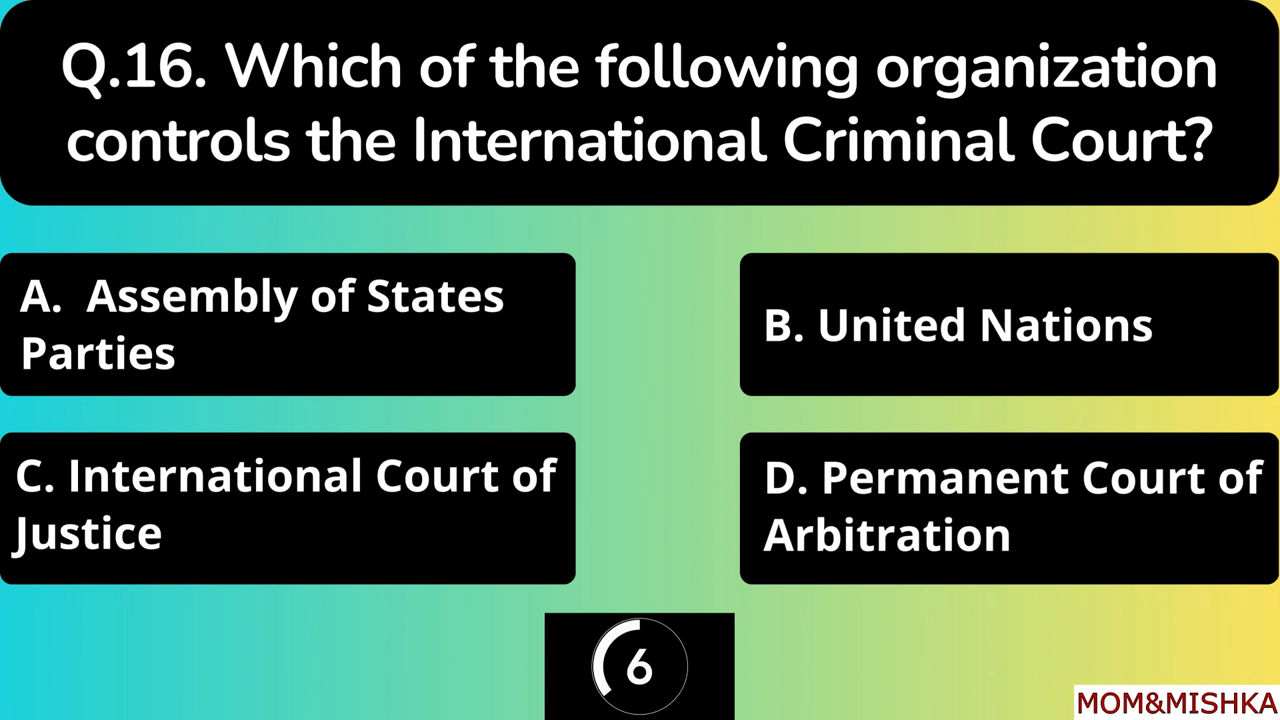 Q.16. Which of the following organization
controls the International Criminal Court?
A. Assembly of States
Parties
B. United Nations
C. International Court of
Justice
D. Permanent Court of
Arbitration
6
MOM&MISHKA